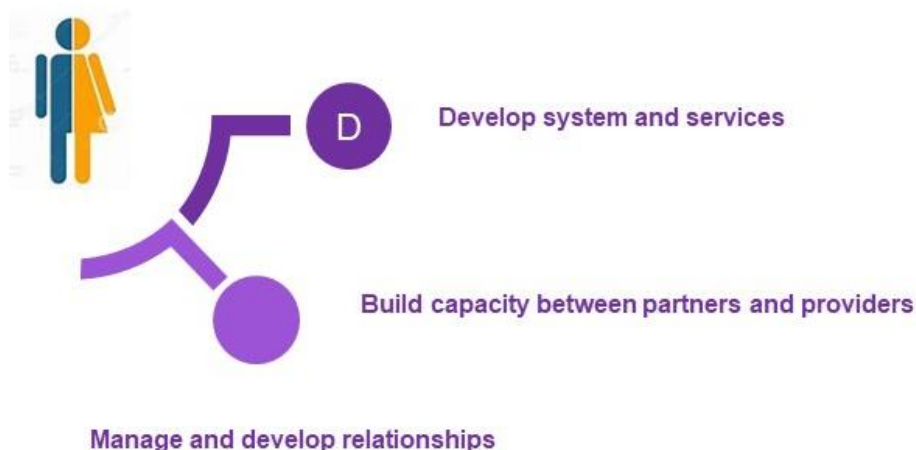 D
Develop system and services
Build capacity between partners and providers
Manage and develop relationships